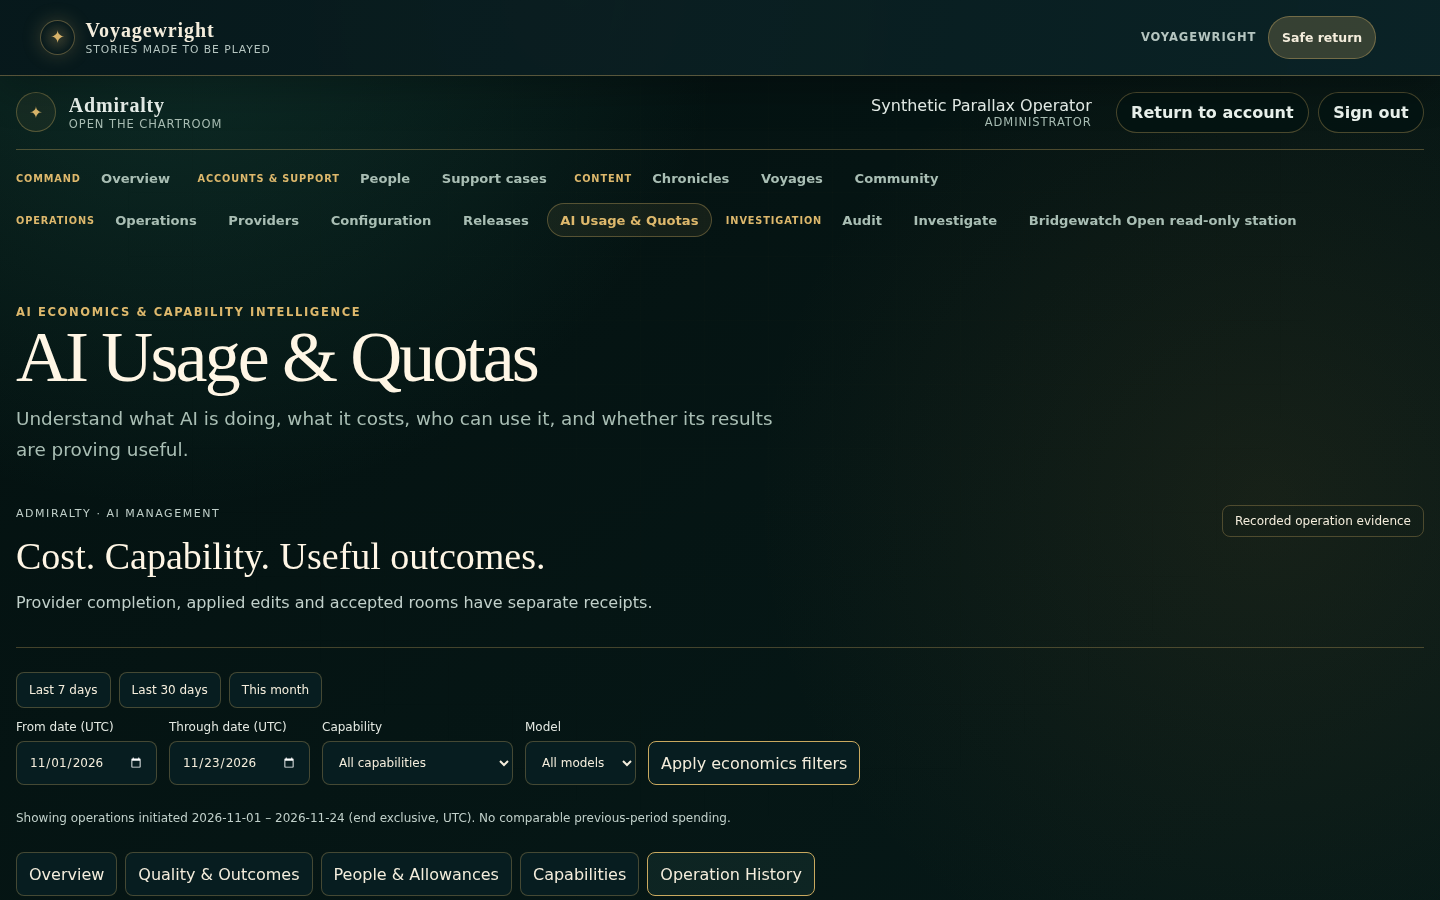 Voyagewright
STORIES MADE TO BE PLAYED
VOYAGEWRIGHT
Safe return
Admiralty
OPEN THE CHARTROOM
Synthetic Parallax Operator
ADMINISTRATOR
Return to account
Sign out
COMMAND Overview ACCOUNTS & SUPPORT People Support cases CONTENT Chronicles Voyages Community
OPERATIONS Operations Providers Configuration Releases AI Usage & Quotas INVESTIGATION Audit Investigate Bridgewatch Open read-only station
AI ECONOMICS & CAPABILITY INTELLIGENCE
AI Usage & Quotas
Understand what AI is doing, what it costs, who can use it, and whether its results
are proving useful.
ADMIRALTY · AI MANAGEMENT
Recorded operation evidence
Cost. Capability. Useful outcomes.
Provider completion, applied edits and accepted rooms have separate receipts.
Last 7 days Last 30 days This month
From date (UTC) Through date (UTC) Capability Model
11/01/2026 11/23/2026 All capabilities All models Apply economics filters
Showing operations initiated 2026-11-01 – 2026-11-24 (end exclusive, UTC). No comparable previous-period spending.
Overview Quality & Outcomes People & Allowances Capabilities Operation History